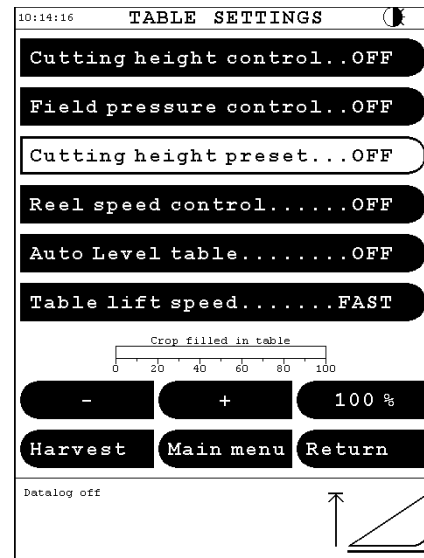 10:14:16 TABLE SETTINGS
Cutting height control..OFF
Field pressure control..OFF
Cutting height preset...OFF
Reel speed control......OFF
Auto Level table........OFF
Table lift speed.......FAST
Crop filled in table
0 20 40 60 80 100
- + 100 %
Harvest Main menu Return
Datalog off